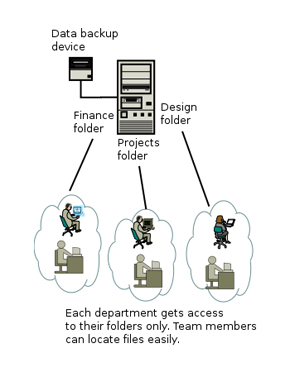 Data backup
device
Design
folder
Finance
folder
Projects
folder
Each department gets access
to their folders only. Team members
can locate files easily.